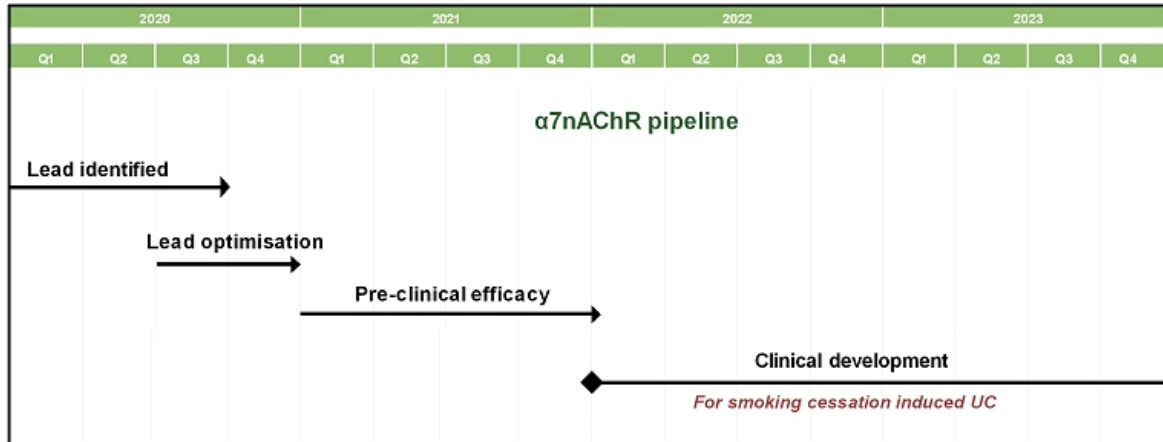 2020 2021 2022 2023
Q1 Q2 Q3 Q4 Q1 Q2 Q3 Q4 Q1 Q2 Q3 Q4 Q1 Q2 Q3 Q4
α7nAChR pipeline
Lead identified
Lead optimisation
Pre-clinical efficacy
Clinical development
For smoking cessation induced UC